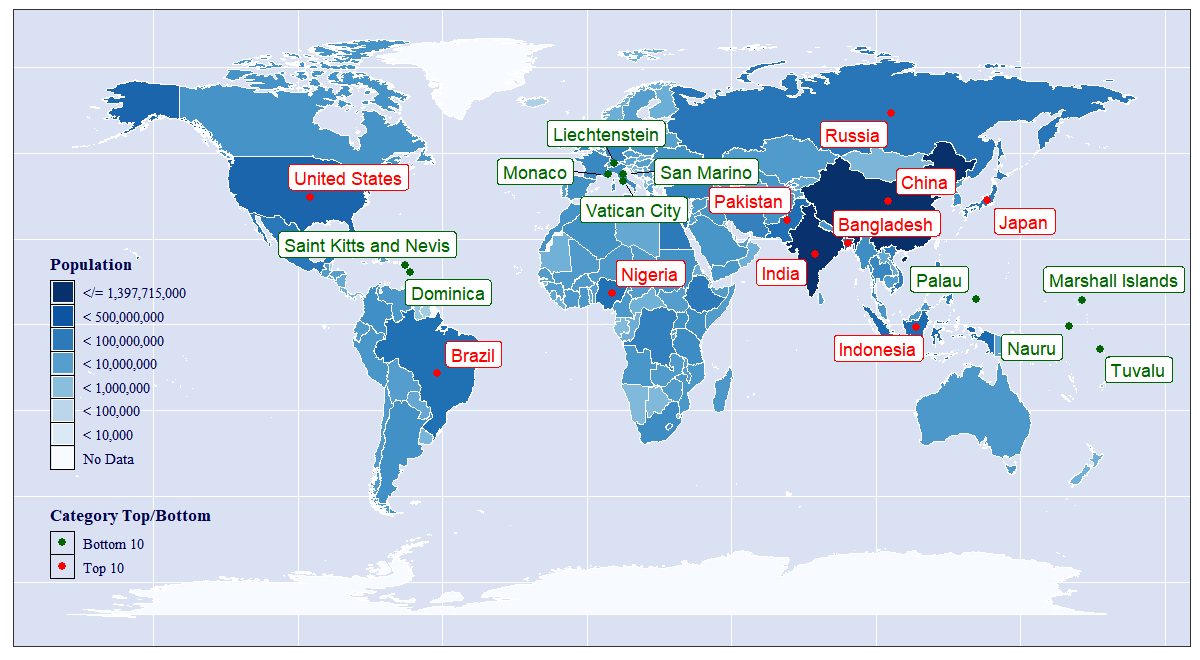 Liechtenstein
Russia
Monaco
San Marino
United States
China
Pakistan
Vatican City
Bangladesh
Japan
Saint Kitts and Nevis
India
Nigeria
Palau
Marshall Islands
Dominica
Indonesia
Nauru
Brazil
Tuvalu
Population
</= 1,397,715,000
< 500,000,000
< 100,000,000
< 10,000,000
< 1,000,000
< 100,000
< 10,000
No Data
Category Top/Bottom
Bottom 10
Top 10